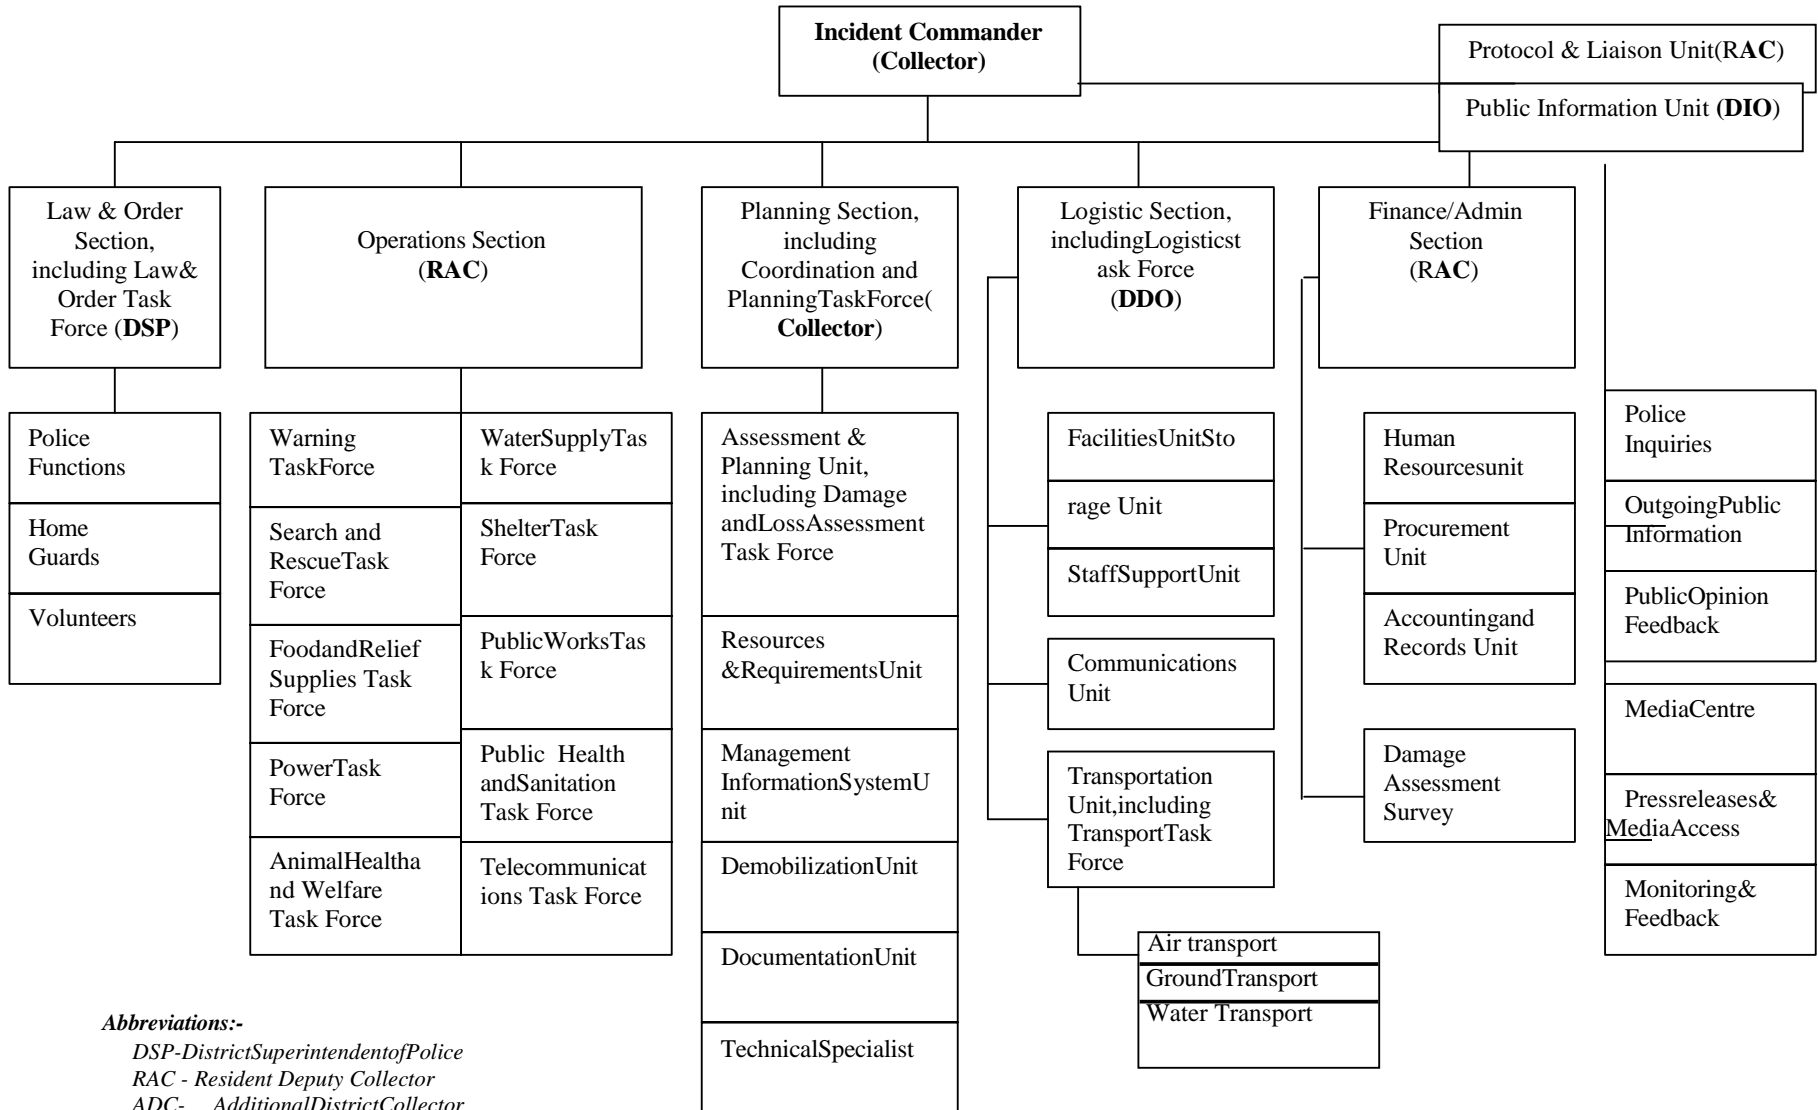 Incident Commander
(Collector)
Protocol & Liaison Unit(RAC)
Public Information Unit (DIO)
Law & Order
Section,
including Law&
Order Task
Force (DSP)
Operations Section
(RAC)
Planning Section,
including
Coordination and
PlanningTaskForce(
Collector)
Logistic Section,
includingLogisticst
ask Force
(DDO)
Finance/Admin
Section
(RAC)
Police
Functions
Home
Guards
Volunteers
Warning
TaskForce
Search and
RescueTask
Force
FoodandRelief
Supplies Task
Force
PowerTask
Force
AnimalHealtha
nd Welfare
Task Force
WaterSupplyTas
k Force
ShelterTask
Force
PublicWorksTas
k Force
Public Health
andSanitation
Task Force
Telecommunicat
ions Task Force
Assessment &
Planning Unit,
including Damage
andLossAssessment
Task Force
Resources
&RequirementsUnit
Management
InformationSystemU
nit
DemobilizationUnit
DocumentationUnit
TechnicalSpecialist
FacilitiesUnitSto
rage Unit
StaffSupportUnit
Communications
Unit
Transportation
Unit,including
TransportTask
Force
Air transport
GroundTransport
Water Transport
Human
Resourcesunit
Procurement
Unit
Accountingand
Records Unit
Damage
Assessment
Survey
Police
Inquiries
OutgoingPublic
Information
PublicOpinion
Feedback
MediaCentre
Pressreleases&
MediaAccess
Monitoring&
Feedback
Abbreviations:-
DSP-DistrictSuperintendentofPolice
RAC - Resident Deputy Collector
ADC- AdditionalDistrictCollector